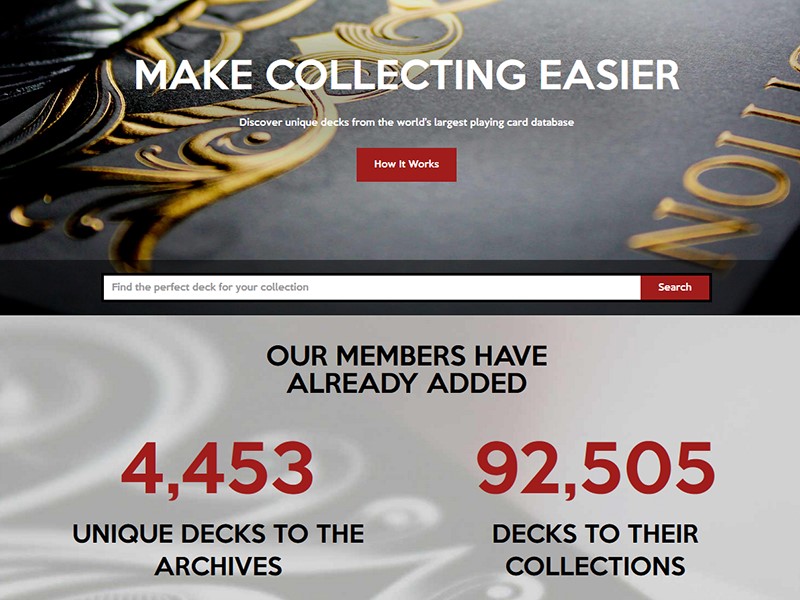 MAKE COLLECTING EASIER
Discover unique decks from the world's largest playing card database
How It Works
Find the perfect deck for your collection
Search
OUR MEMBERS HAVE
ALREADY ADDED
4,453
92,505
UNIQUE DECKS TO THE
ARCHIVES
DECKS TO THEIR
COLLECTIONS